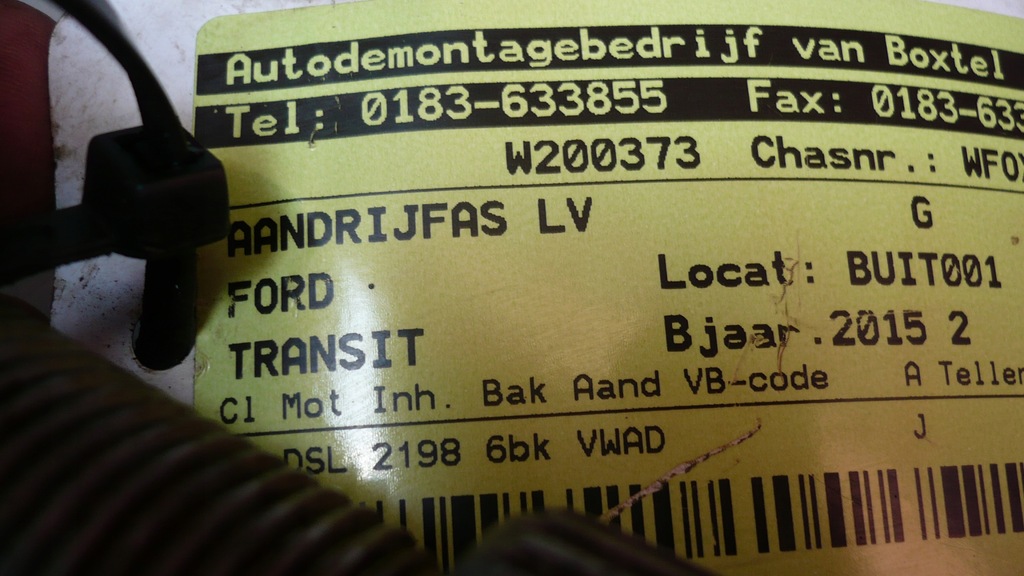 Autodemontagebedrijf van Boxtel
Tel: 0183-633855 Fax: 0183-633
W200373 Chasnr.: WF0
AANDRIJFAS LV G
FORD Locat: BUIT001
TRANSIT Bjaar.2015 2
Cl Mot Inh. Bak Aand VB-code A Teller
DSL 2198 6bk VWAD J